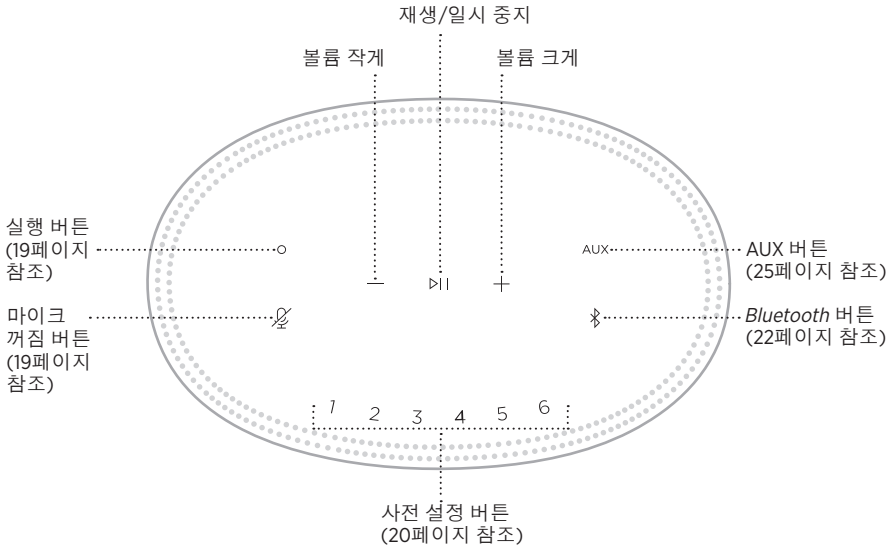 재생/일시 중지
볼륨 작게
볼륨 크게
실행 버튼
(19페이지
참조)
AUX
AUX 버튼
(25페이지 참조)
마이크
꺼짐 버튼
(19페이지
참조)
Bluetooth 버튼
(22페이지 참조)
1 2 3 4 5 6
사전 설정 버튼
(20페이지 참조)